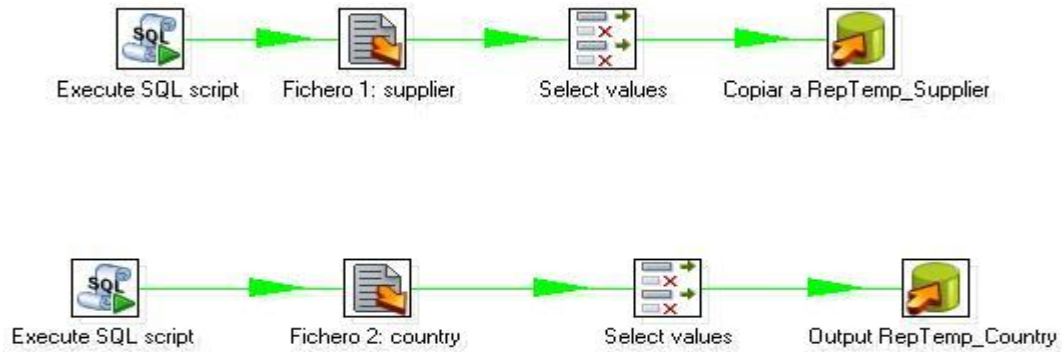 SQL
Execute SQL script
Fichero 1: supplier
Select values
Copiar a RepTemp_Supplier
SQL
Execute SQL script
Fichero 2: country
Select values
Output RepTemp_Country